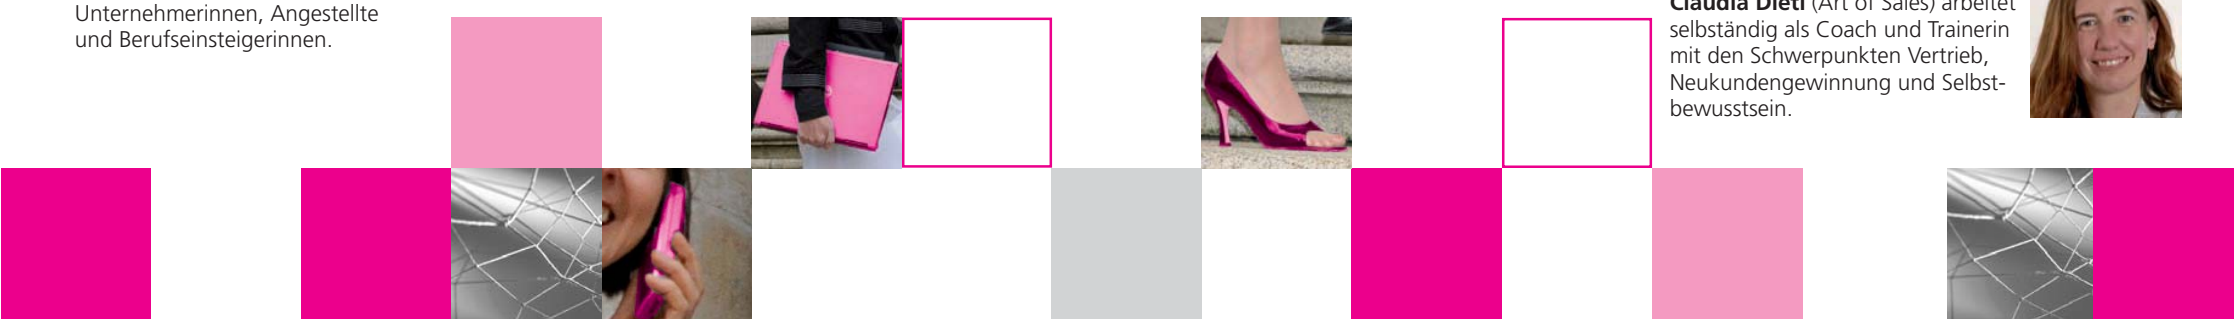 Unternehmerinnen, Angestellte
und Berufseinsteigerinnen.
Claudia Dietl (Art of Sales) arbeitet
selbständig als Coach und Trainerin
mit den Schwerpunkten Vertrieb,
Neukundengewinnung und Selbst-
bewusstsein.